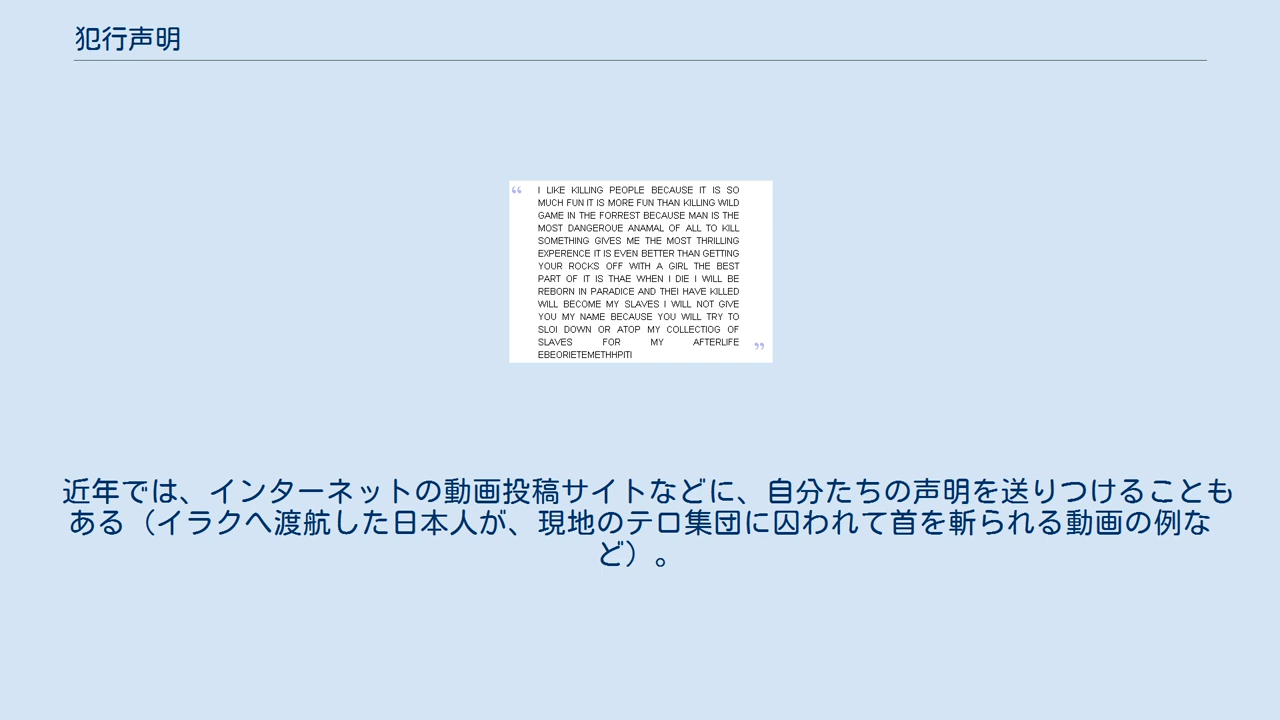 犯行声明
“ I LIKE KILLING PEOPLE BECAUSE IT IS SO
MUCH FUN IT IS MORE FUN THAN KILLING WILD
GAME IN THE FORREST BECAUSE MAN IS THE
MOST DANGEROUE ANAMAL OF ALL TO KILL
SOMETHING GIVES ME THE MOST THRILLING
EXPERENCE IT IS EVEN BETTER THAN GETTING
YOUR ROCKS OFF WITH A GIRL THE BEST
PART OF IT IS THAE WHEN I DIE I WILL BE
REBORN IN PARADICE AND THEI HAVE KILLED
WILL BECOME MY SLAVES I WILL NOT GIVE
YOU MY NAME BECAUSE YOU WILL TRY TO
SLOI DOWN OR ATOP MY COLLECTIOG OF
SLAVES FOR MY AFTERLIFE ”
EBEORIETEMETHHPITI
近年では、インターネットの動画投稿サイトなどに、自分たちの声明を送りつけることも
ある（イラクへ渡航した日本人が、現地のテロ集団に囚われて首を斬られる動画の例な
ど）。